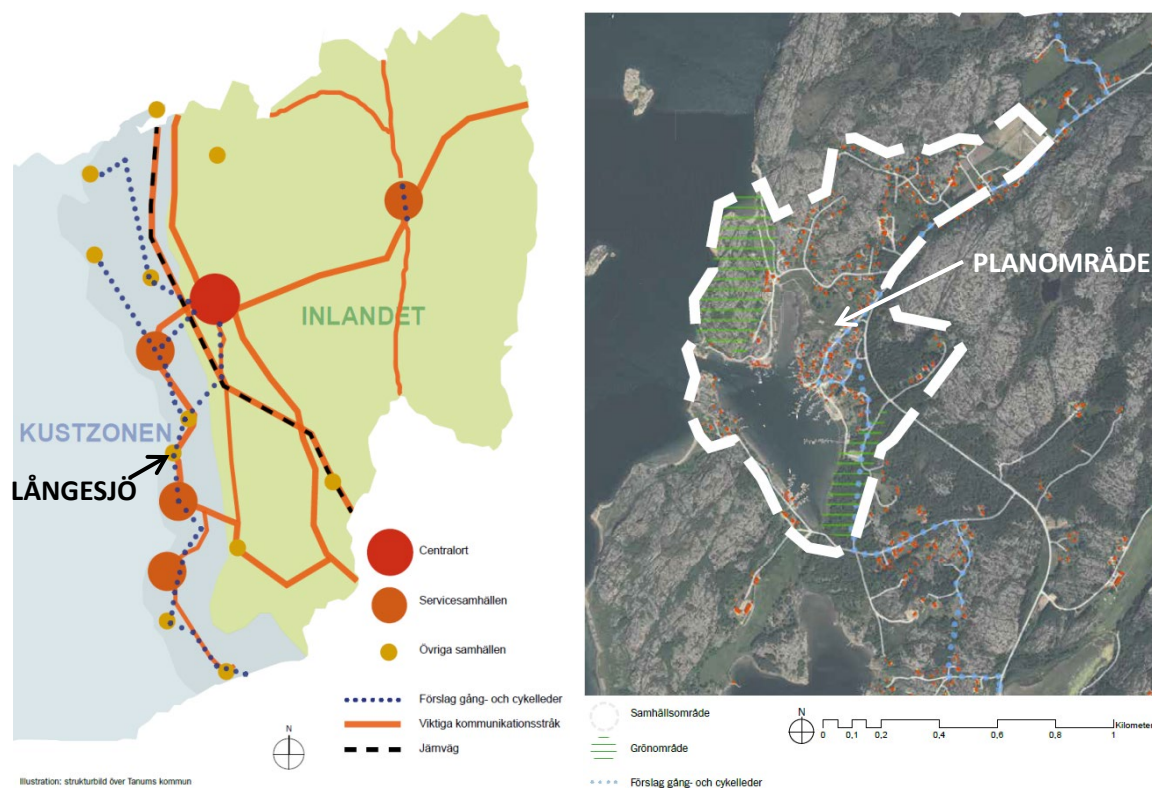 INLANDET
KUSTZONEN
LÅNGESJÖ
Centralort
Servicesamhällen
Övriga samhällen
Förslag gång- och cykelleder
Viktiga kommunikationsstråk
Järnväg
N
Illustration: strukturbild över Tanums kommun
PLANOMRÅDE
Samhällsområde
Grönområde
Förslag gång- och cykelleder
N
Kilometer
0 0,1 0,2 0,4 0,6 0,8 1